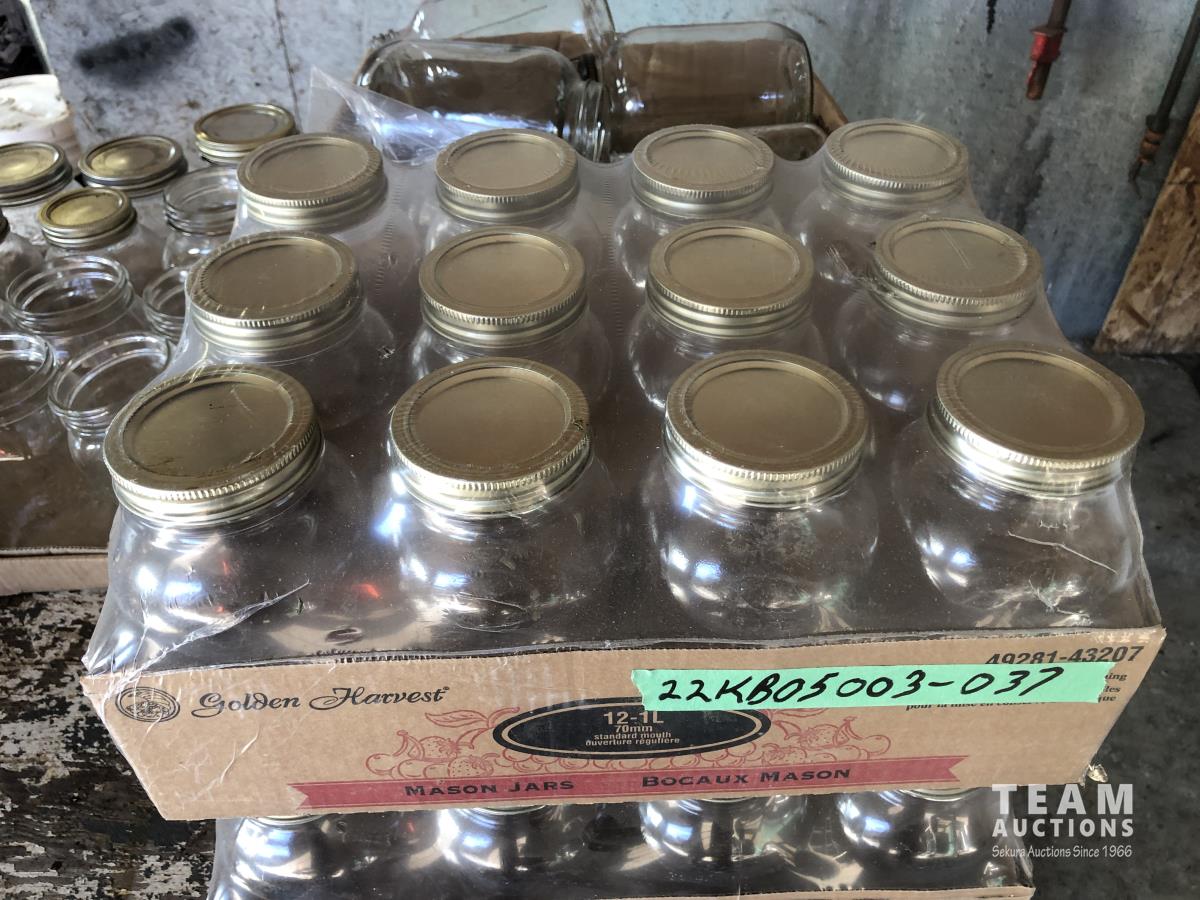 49281-43207
Golden Harvest
22KB05003-037
12-1L
70mm
standard mouth
ouverture régulière
pour la mise en
MASON JARS BOCAUX MASON
TEAM
AUCTIONS
Sekura Auctions Since 1966